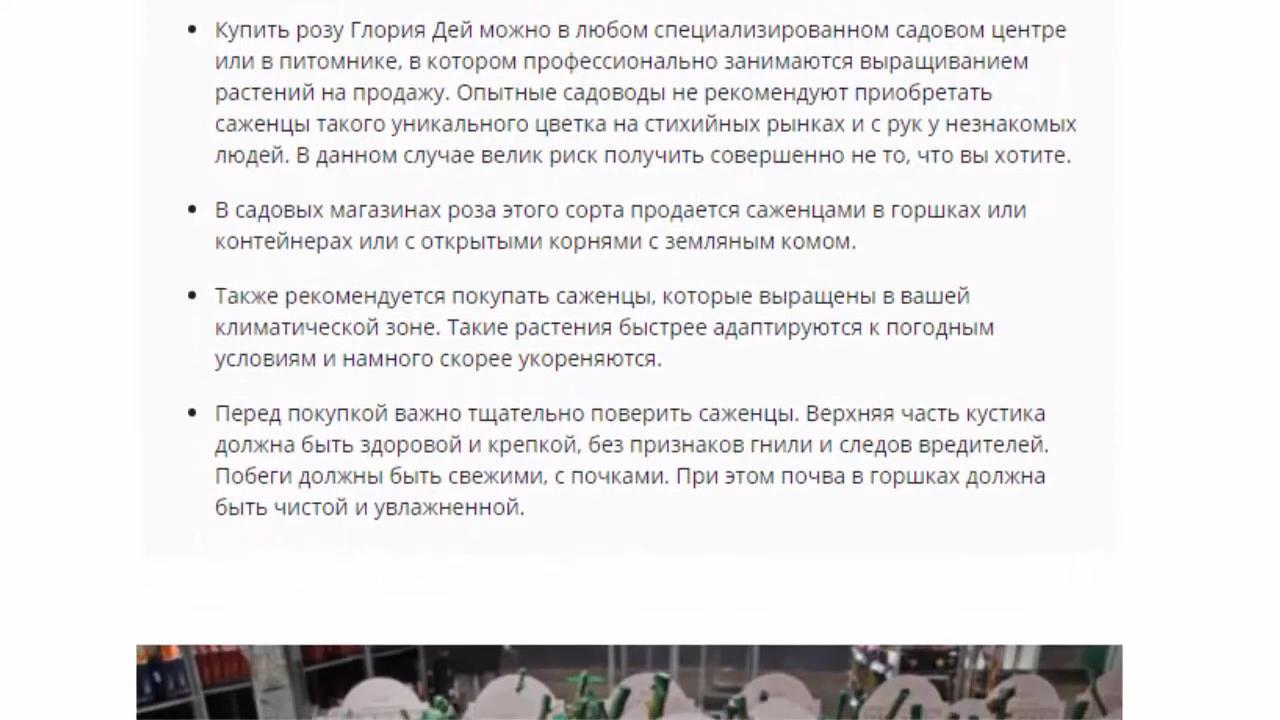 Купить розу Глория Дей можно в любом специализированном садовом центре
или в питомнике, в котором профессионально занимаются выращиванием
растений на продажу. Опытные садоводы не рекомендуют приобретать
саженцы такого уникального цветка на стихийных рынках и с рук у незнакомых
людей. В данном случае велик риск получить совершенно не то, что вы хотите.
В садовых магазинах роза этого сорта продается саженцами в горшках или
контейнерах или с открытыми корнями с земляным комом.
Также рекомендуется покупать саженцы, которые выращены в вашей
климатической зоне. Такие растения быстрее адаптируются к погодным
условиям и намного скорее укореняются.
Перед покупкой важно тщательно поверить саженцы. Верхняя часть кустика
должна быть здоровой и крепкой, без признаков гнили и следов вредителей.
Побеги должны быть свежими, с почками. При этом почва в горшках должна
быть чистой и увлажненной.